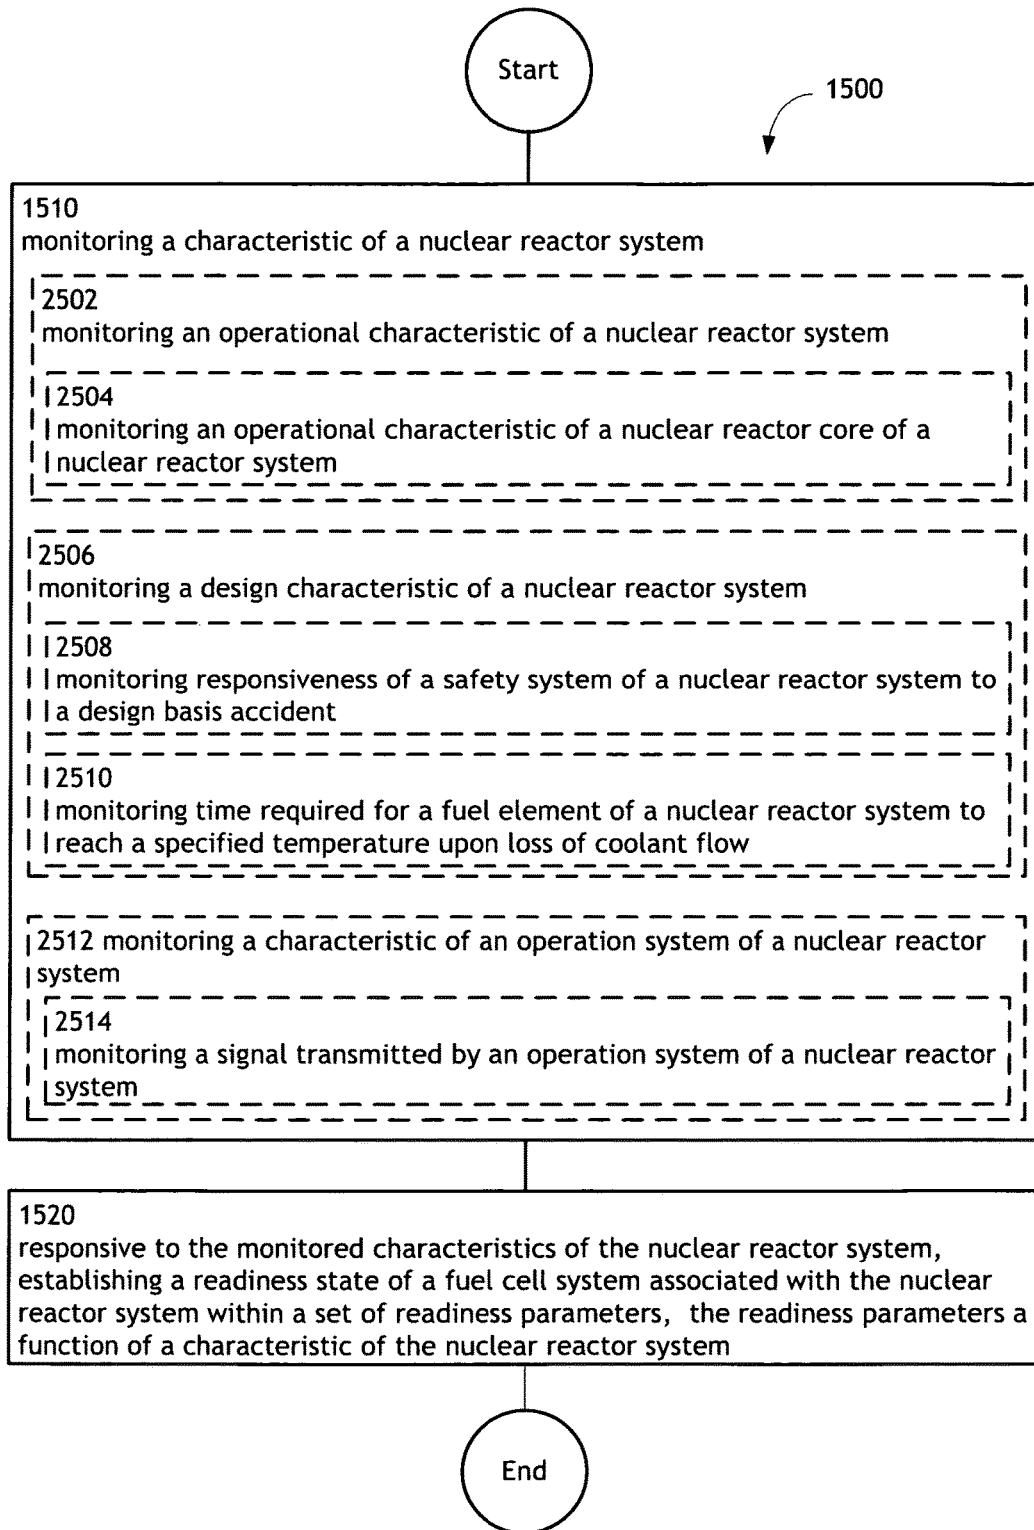 Start
1500
1510
monitoring a characteristic of a nuclear reactor system
2502
monitoring an operational characteristic of a nuclear reactor system
2504
monitoring an operational characteristic of a nuclear reactor core of a
nuclear reactor system
2506
monitoring a design characteristic of a nuclear reactor system
2508
monitoring responsiveness of a safety system of a nuclear reactor system to
a design basis accident
2510
monitoring time required for a fuel element of a nuclear reactor system to
reach a specified temperature upon loss of coolant flow
2512 monitoring a characteristic of an operation system of a nuclear reactor
system
2514
monitoring a signal transmitted by an operation system of a nuclear reactor
system
1520
responsive to the monitored characteristics of the nuclear reactor system,
establishing a readiness state of a fuel cell system associated with the nuclear
reactor system within a set of readiness parameters, the readiness parameters a
function of a characteristic of the nuclear reactor system
End